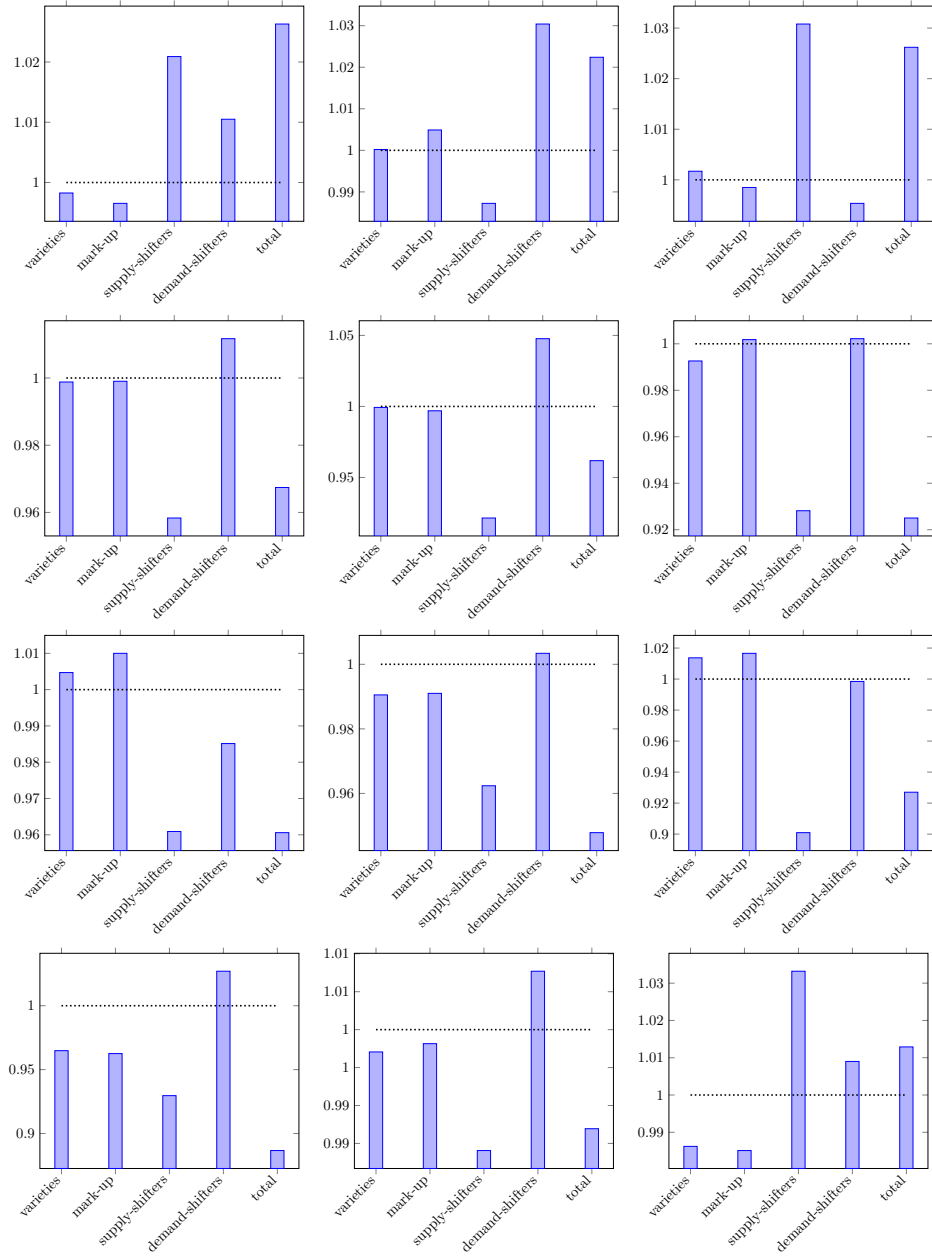 1.02
1.01
1
varieties
mark-up
supply-shifters
demand-shifters
total
1.03
1.02
1.01
1
0.99
varieties
mark-up
supply-shifters
demand-shifters
total
1.03
1.02
1.01
1
varieties
mark-up
supply-shifters
demand-shifters
total
1
0.98
0.96
varieties
mark-up
supply-shifters
demand-shifters
total
1.05
1
0.95
varieties
mark-up
supply-shifters
demand-shifters
total
1
0.98
0.96
0.94
0.92
varieties
mark-up
supply-shifters
demand-shifters
total
1.01
1
0.99
0.98
0.97
0.96
varieties
mark-up
supply-shifters
demand-shifters
total
1
0.98
0.96
varieties
mark-up
supply-shifters
demand-shifters
total
1.02
1
0.98
0.96
0.94
0.92
0.9
varieties
mark-up
supply-shifters
demand-shifters
total
1
0.95
0.9
varieties
mark-up
supply-shifters
demand-shifters
total
1.01
1.01
1
1
0.99
0.99
varieties
mark-up
supply-shifters
demand-shifters
total
1.03
1.02
1.01
1
0.99
varieties
mark-up
supply-shifters
demand-shifters
total